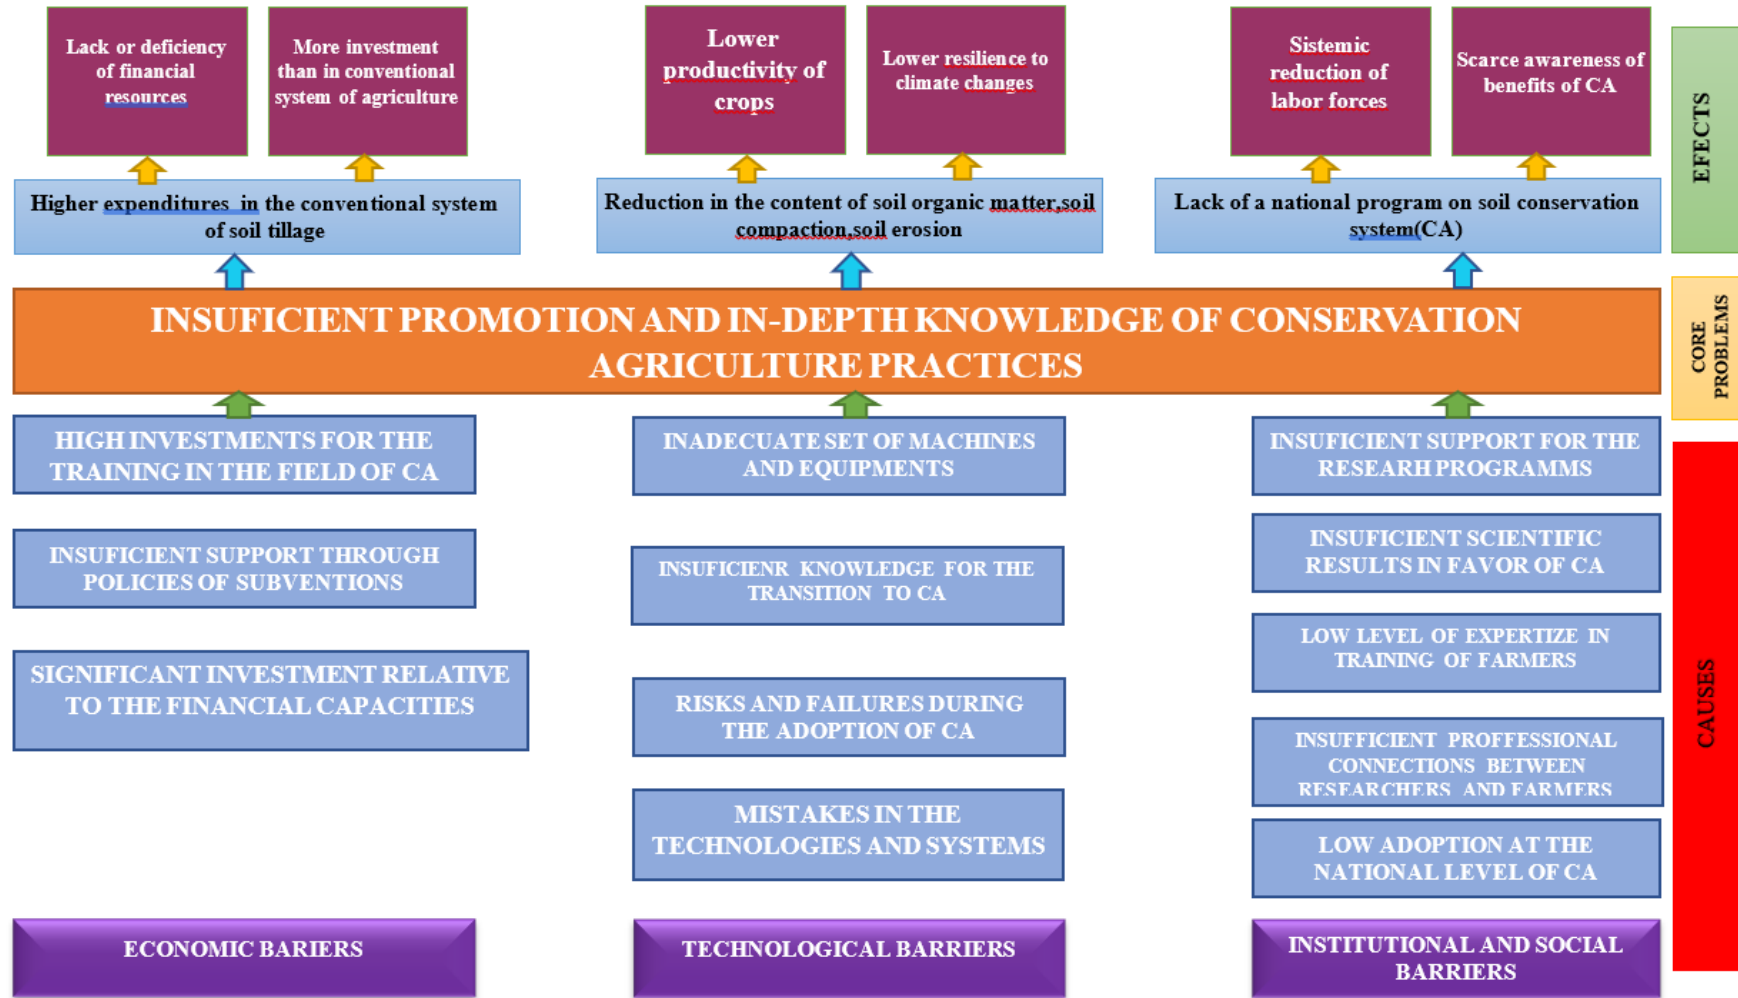 Lack or deficiency
of financial
resources
More investment
than in conventional
system of agriculture
Lower
productivity of
crops
Lower resilience to
climate changes
Sistemic
reduction of
labor forces
Scarce awareness of
benefits of CA
EFECTS
Higher expenditures in the conventional system
of soil tillage
Reduction in the content of soil organic matter,soil
compaction,soil erosion
Lack of a national program on soil conservation
system(CA)
INSUFICIENT PROMOTION AND IN-DEPTH KNOWLEDGE OF CONSERVATION
AGRICULTURE PRACTICES
CORE
PROBLEMS
HIGH INVESTMENTS FOR THE
TRAINING IN THE FIELD OF CA
INSUFICIENT SUPPORT THROUGH
POLICIES OF SUBVENTIONS
SIGNIFICANT INVESTMENT RELATIVE
TO THE FINANCIAL CAPACITIES
INADECUATE SET OF MACHINES
AND EQUIPMENTS
INSUFICIENR KNOWLEDGE FOR THE
TRANSITION TO CA
RISKS AND FAILURES DURING
THE ADOPTION OF CA
MISTAKES IN THE
TECHNOLOGIES AND SYSTEMS
INSUFICIENT SUPPORT FOR THE
RESEARH PROGRAMMS
INSUFICIENT SCIENTIFIC
RESULTS IN FAVOR OF CA
LOW LEVEL OF EXPERTIZE IN
TRAINING OF FARMERS
INSUFFICIENT PROFFESSIONAL
CONNECTIONS BETWEEN
RESEARCHERS AND FARMERS
LOW ADOPTION AT THE
NATIONAL LEVEL OF CA
CAUSES
ECONOMIC BARIERS
TECHNOLOGICAL BARRIERS
INSTITUTIONAL AND SOCIAL
BARRIERS